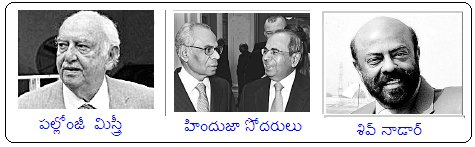 పల్లోంజీ మిస్త్రీ
హిందుజా సోదరులు
శివ్ నాడార్